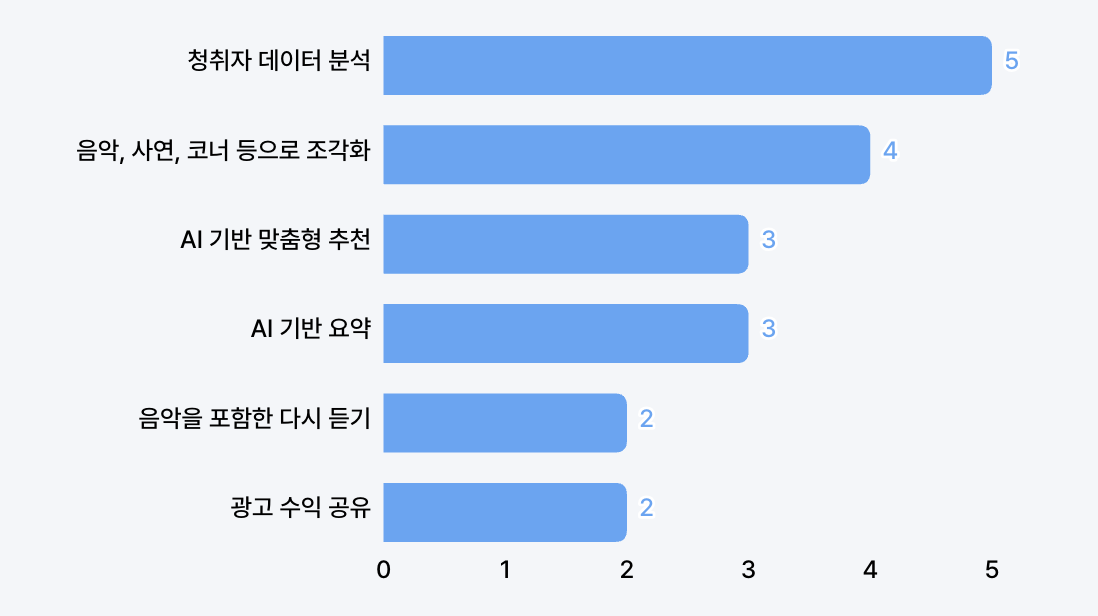 청취자 데이터 분석
5
음악, 사연, 코너 등으로 조각화
4
AI 기반 맞춤형 추천
3
AI 기반 요약
3
음악을 포함한 다시 듣기
2
광고 수익 공유
2
0 1 2 3 4 5